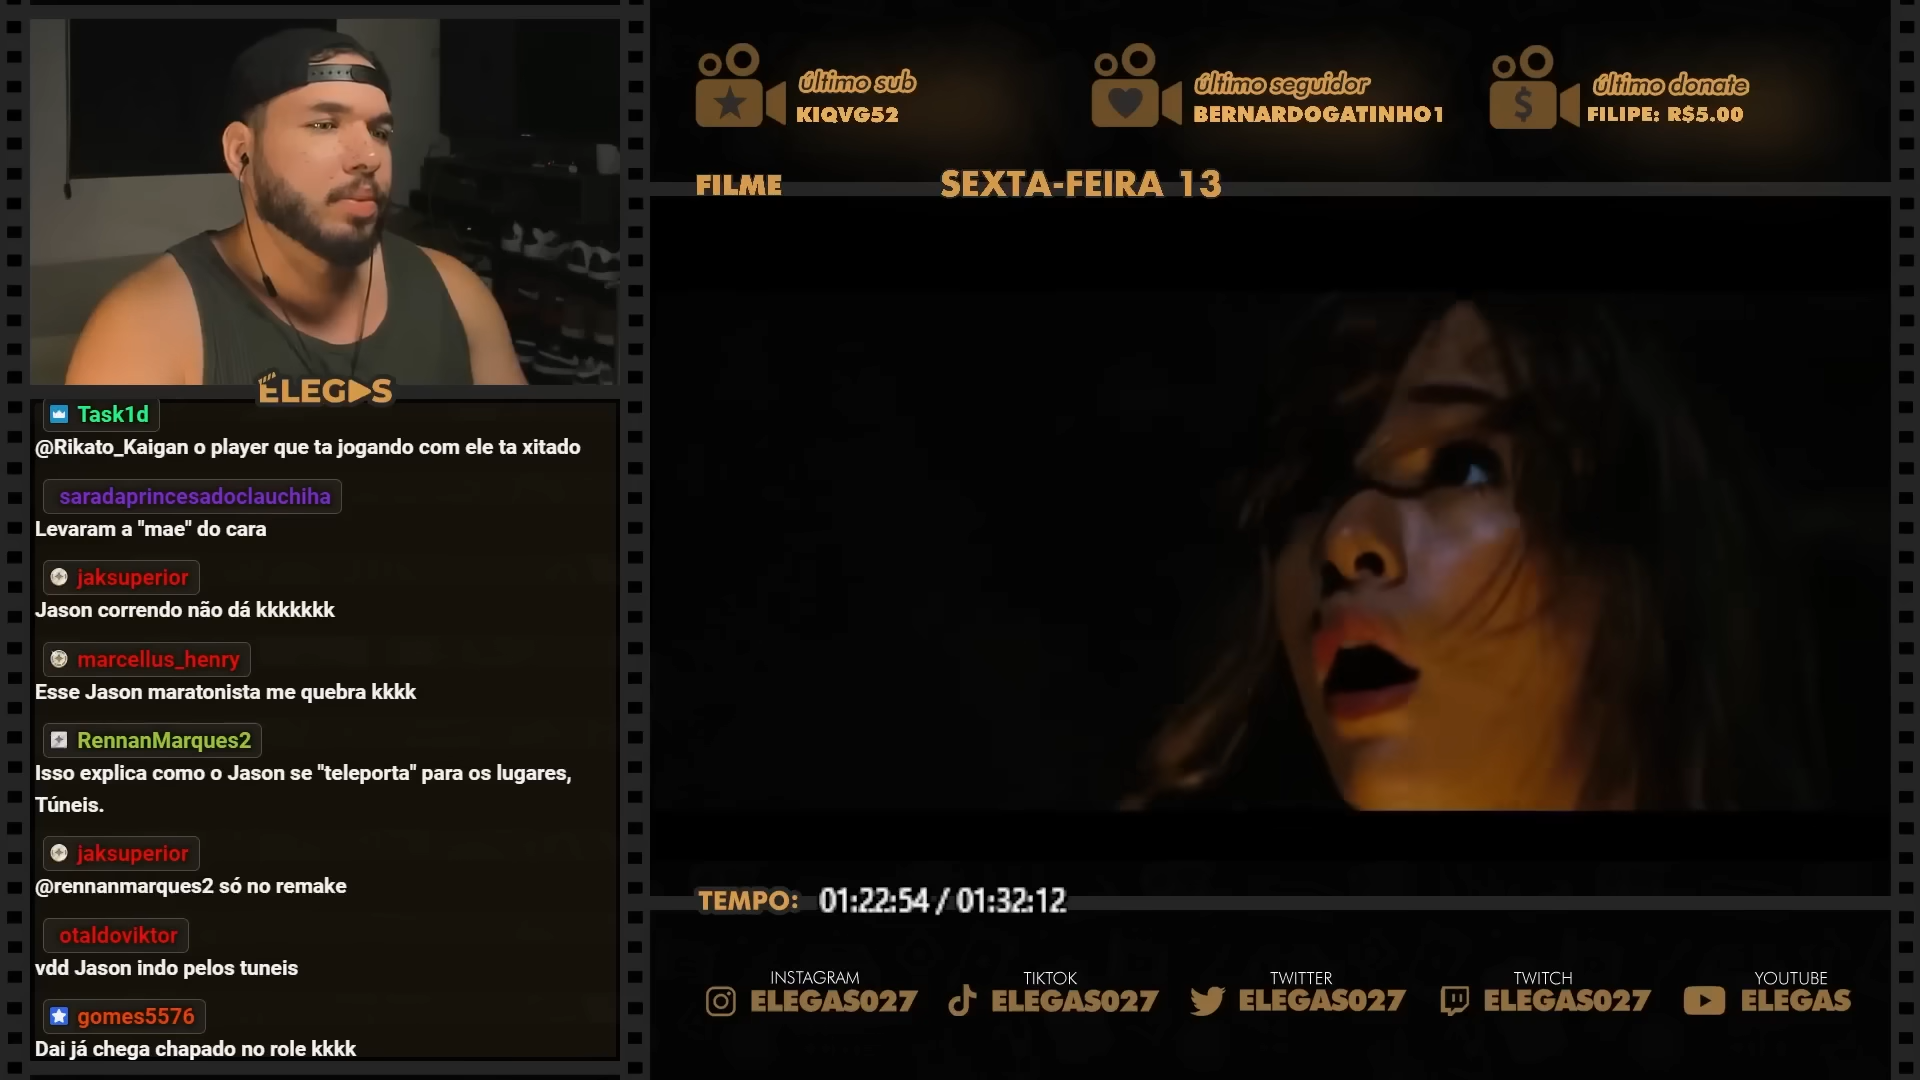 último sub
KIQVG52
último seguidor
BERNARDOGATINHO1
último donate
FILIPE: R$5.00
FILME
SEXTA-FEIRA 13
ELEGAS
Task1d
@Rikato_Kaigan o player que ta jogando com ele ta xitado
saradaprincesadoclauchiha
Levaram a "mae" do cara
jaksuperior
Jason correndo não dá kkkkkkk
marcellus_henry
Esse Jason maratonista me quebra kkkk
RennanMarques2
Isso explica como o Jason se "teleporta" para os lugares,
Túneis.
jaksuperior
@rennanmarques2 só no remake
otaldoviktor
vdd Jason indo pelos tuneis
gomes5576
Dai já chega chapado no role kkkk
TEMPO: 01:22:54 / 01:32:12
INSTAGRAM
ELEGAS027
TIKTOK
ELEGAS027
TWITTER
ELEGAS027
TWITCH
ELEGAS027
YOUTUBE
ELEGAS